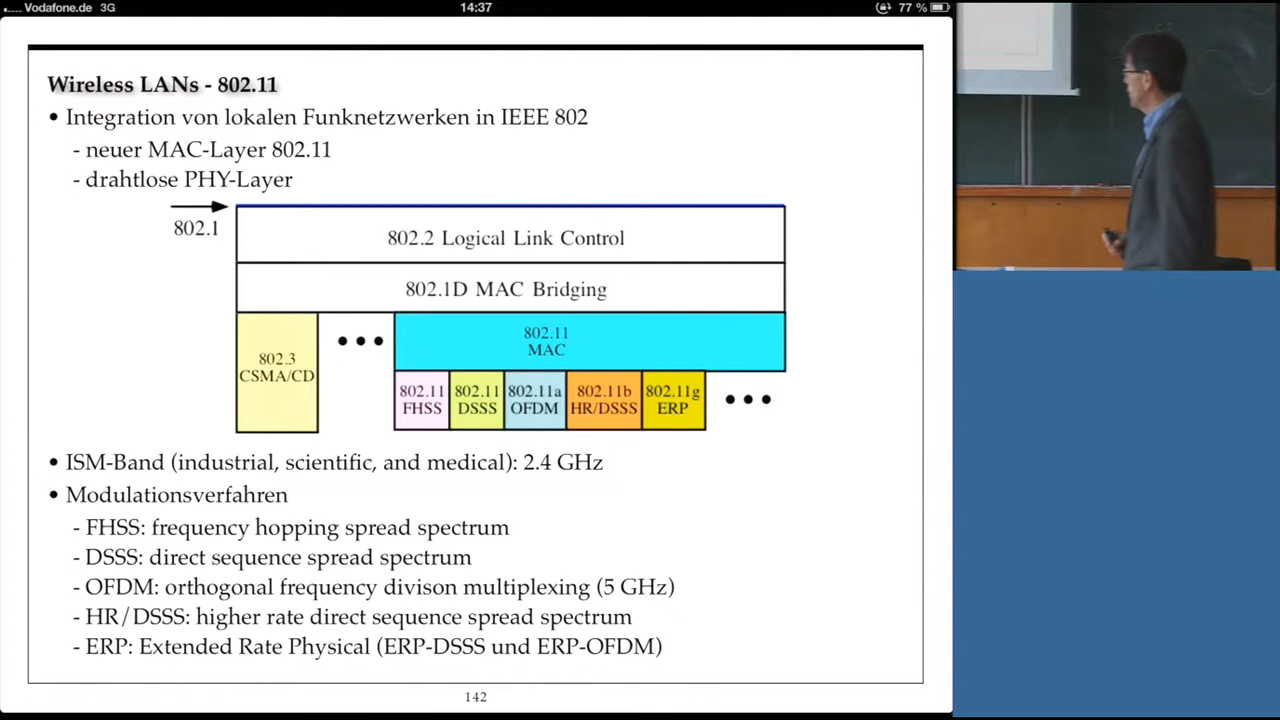 Vodafone.de 3G 14:37 77 %
Wireless LANs - 802.11
• Integration von lokalen Funknetzwerken in IEEE 802
- neuer MAC-Layer 802.11
- drahtlose PHY-Layer
802.1
802.2 Logical Link Control
802.1D MAC Bridging
802.3
CSMA/CD
• • •
802.11
MAC
802.11
FHSS
802.11
DSSS
802.11a
OFDM
802.11b
HR/DSSS
802.11g
ERP
• • •
• ISM-Band (industrial, scientific, and medical): 2.4 GHz
• Modulationsverfahren
- FHSS: frequency hopping spread spectrum
- DSSS: direct sequence spread spectrum
- OFDM: orthogonal frequency divison multiplexing (5 GHz)
- HR/DSSS: higher rate direct sequence spread spectrum
- ERP: Extended Rate Physical (ERP-DSSS und ERP-OFDM)
142